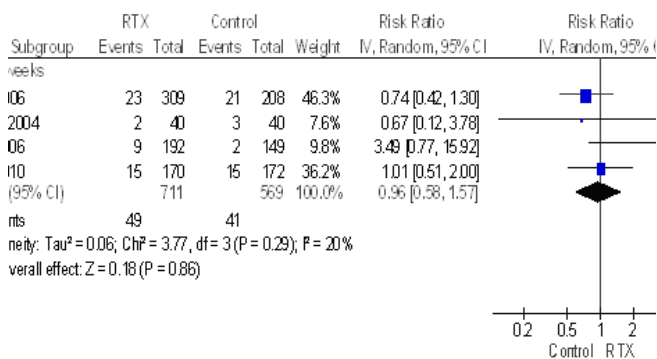 RTX Control Risk Ratio Risk Ratio
Subgroup Events Total Events Total Weight IV, Random, 95% CI IV, Random, 95%
weeks
06 23 309 21 208 46.3% 0.74 [0.42, 1.30]
2004 2 40 3 40 7.6% 0.67 [0.12, 3.78]
06 9 192 2 149 9.8% 3.49 [0.77, 15.92]
10 15 170 15 172 36.2% 1.01 [0.51, 2.00]
(95% CI) 711 569 100.0% 0.96 [0.58, 1.57]
nts 49 41
neity: Tau² = 0.06; Chi² = 3.77, df = 3 (P = 0.29); I² = 20%
verall effect: Z = 0.18 (P = 0.86)
0.2 0.5 1 2
Control RTX